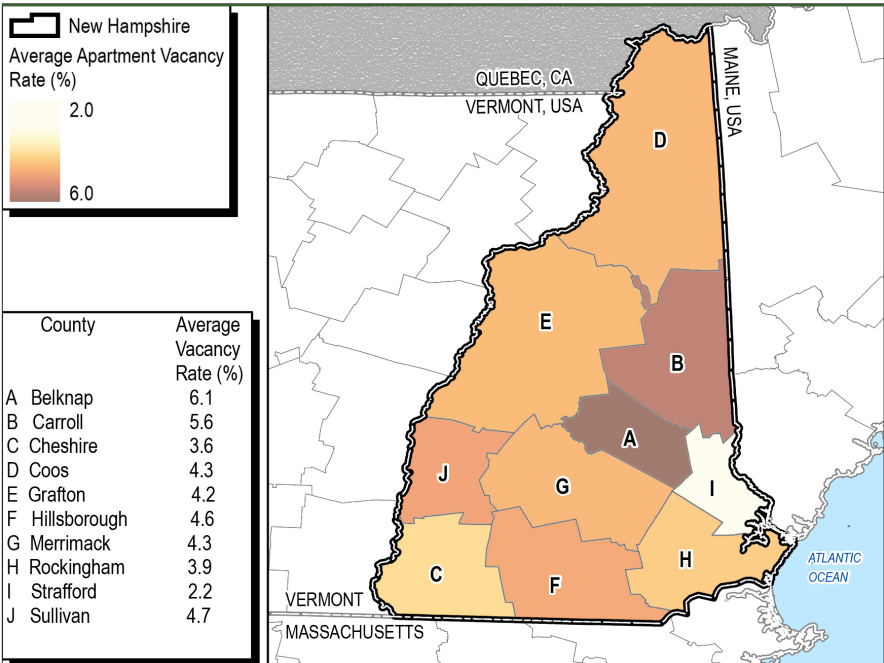 New Hampshire
Average Apartment Vacancy
Rate (%)
2.0
6.0
County Average
Vacancy
Rate (%)
A Belknap 6.1
B Carroll 5.6
C Cheshire 3.6
D Coos 4.3
E Grafton 4.2
F Hillsborough 4.6
G Merrimack 4.3
H Rockingham 3.9
I Strafford 2.2
J Sullivan 4.7
QUEBEC, CA
VERMONT, USA
MAINE, USA
D
E
B
A
J
G
I
H
C
F
ATLANTIC
OCEAN
VERMONT
MASSACHUSETTS